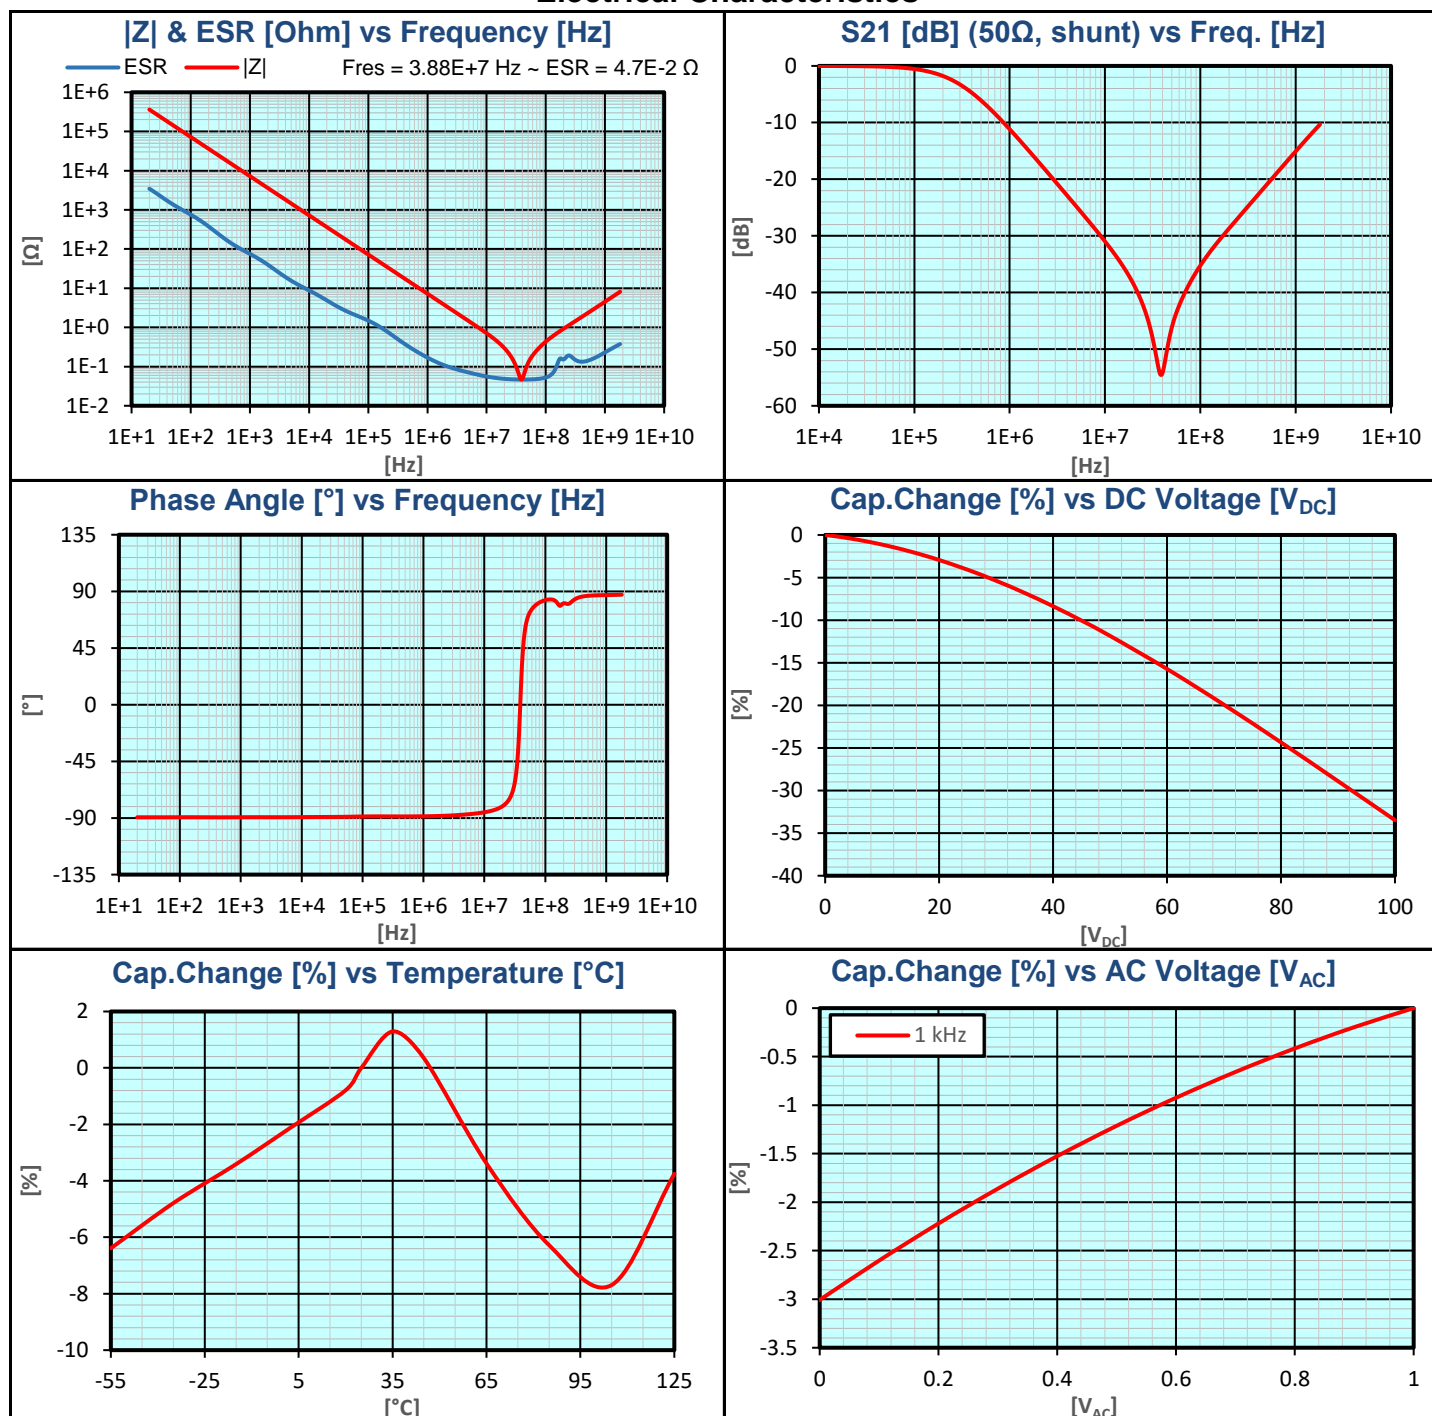 Electrical Characteristics
|Z| & ESR [Ohm] vs Frequency [Hz]
ESR |Z| Fres = 3.88E+7 Hz ~ ESR = 4.7E-2 Ω
1E+6
1E+5
1E+4
1E+3
1E+2
1E+1
1E+0
1E-1
1E-2
[Ω]
1E+1 1E+2 1E+3 1E+4 1E+5 1E+6 1E+7 1E+8 1E+9 1E+10
[Hz]
S21 [dB] (50Ω, shunt) vs Freq. [Hz]
0
-10
-20
-30
-40
-50
-60
[dB]
1E+4 1E+5 1E+6 1E+7 1E+8 1E+9 1E+10
[Hz]
Phase Angle [°] vs Frequency [Hz]
135
90
45
0
-45
-90
-135
[°]
1E+1 1E+2 1E+3 1E+4 1E+5 1E+6 1E+7 1E+8 1E+9 1E+10
[Hz]
Cap.Change [%] vs DC Voltage [VDC]
0
-5
-10
-15
-20
-25
-30
-35
-40
[%]
0 20 40 60 80 100
[VDC]
Cap.Change [%] vs Temperature [°C]
2
0
-2
-4
-6
-8
-10
[%]
-55 -25 5 35 65 95 125
[°C]
Cap.Change [%] vs AC Voltage [VAC]
1 kHz
0
-0.5
-1
-1.5
-2
-2.5
-3
-3.5
[%]
0 0.2 0.4 0.6 0.8 1
[VAC]